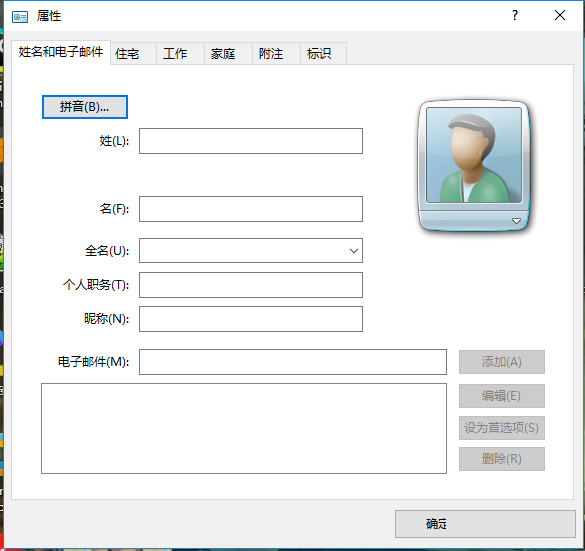 属性
?
姓名和电子邮件 住宅 工作 家庭 附注 标识
拼音(B)...
姓(L):
名(F):
全名(U):
个人职务(T):
昵称(N):
电子邮件(M): 添加(A)
编辑(E)
设为首选项(S)
删除(R)
确定